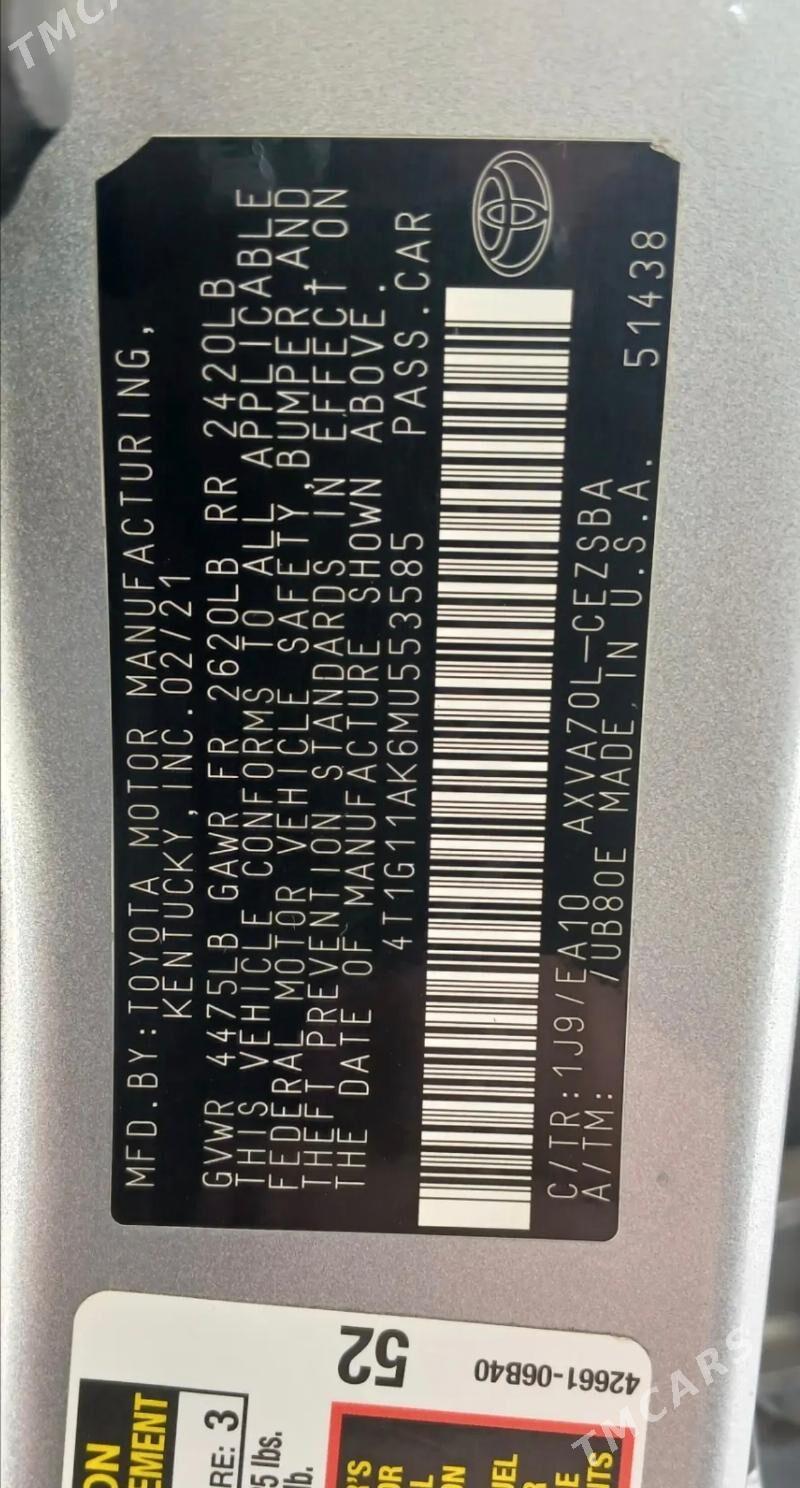 MFD.BY:TOYOTA MOTOR MANUFACTURING,
KENTUCKY,INC.02/21
GVWR 4475LB GAWR FR 2620LB RR 2420LB
THIS VEHICLE CONFORMS TO ALL APPLICABLE
FEDERAL MOTOR VEHICLE SAFETY,BUMPER,AND
THEFT PREVENTION STANDARDS IN EFFECT ON
THE DATE OF MANUFACTURE SHOWN ABOVE.
4T1G11AK6MU553585 PASS.CAR
C/TR:1J9/EA10 AXVA70L-CEZSBA
A/TM: /UB80E MADE IN U.S.A. 51438
52
42661-06B40
3
lb.
TMCARS